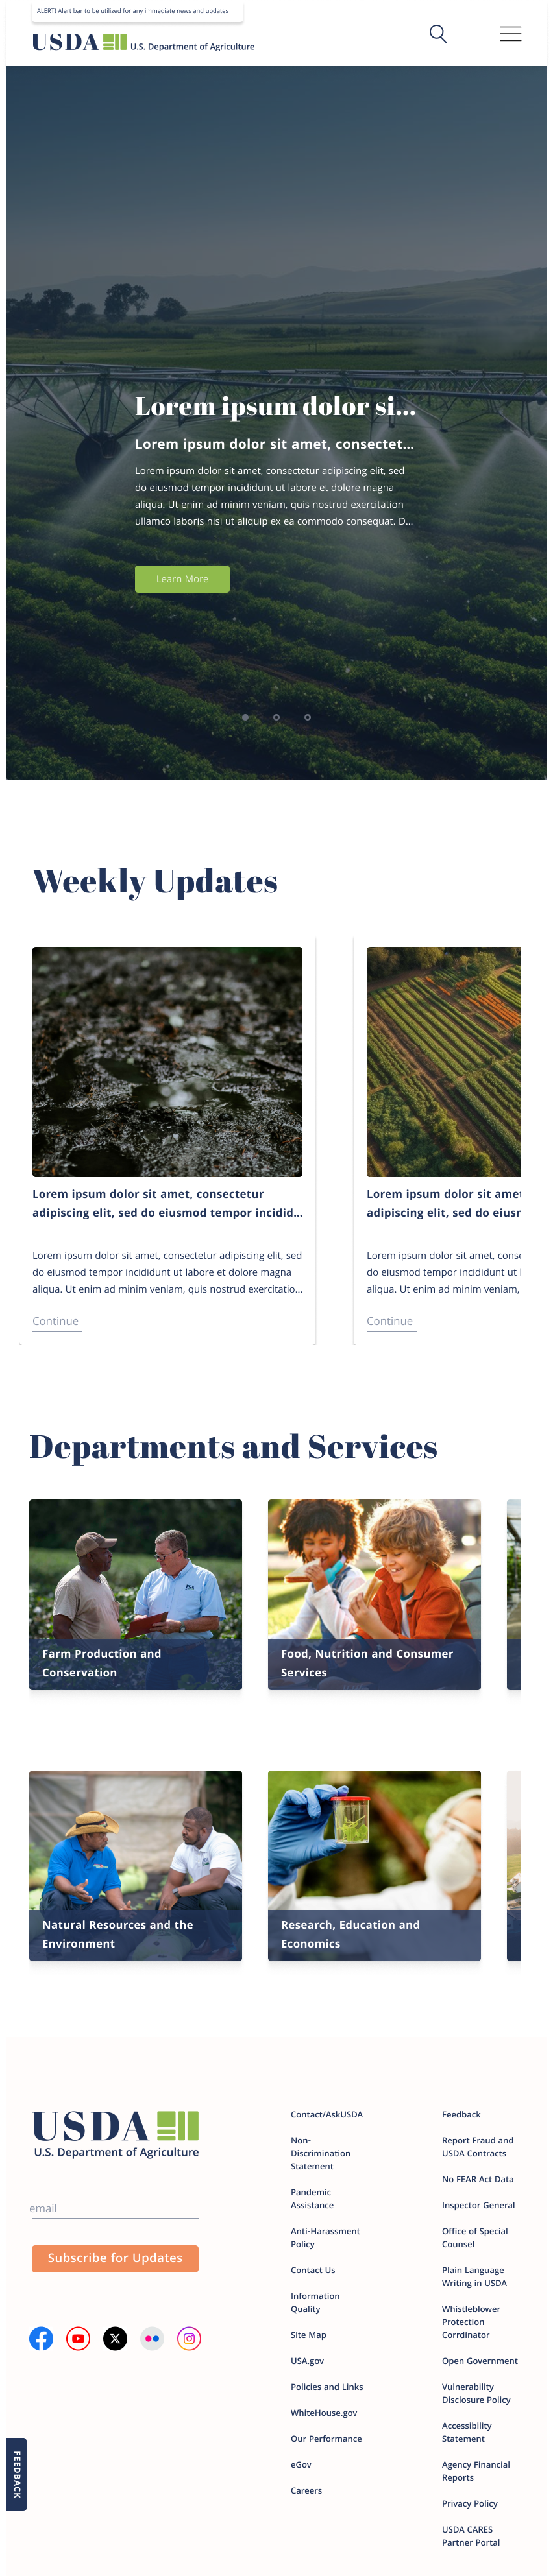 ALERT! Alert bar to be utilized for any immediate news and updates
USDA U.S. Department of Agriculture
Lorem ipsum dolor si...
Lorem ipsum dolor sit amet, consectet...
Lorem ipsum dolor sit amet, consectetur adipiscing elit, sed
do eiusmod tempor incididunt ut labore et dolore magna
aliqua. Ut enim ad minim veniam, quis nostrud exercitation
ullamco laboris nisi ut aliquip ex ea commodo consequat. D...
Learn More
Weekly Updates
Lorem ipsum dolor sit amet, consectetur
adipiscing elit, sed do eiusmod tempor incidid...
Lorem ipsum dolor sit amet, consectetur adipiscing elit, sed
do eiusmod tempor incididunt ut labore et dolore magna
aliqua. Ut enim ad minim veniam, quis nostrud exercitatio...
Continue
Lorem ipsum dolor sit amet
adipiscing elit, sed do eiusm
Lorem ipsum dolor sit amet, conse
do eiusmod tempor incididunt ut l
aliqua. Ut enim ad minim veniam,
Continue
Departments and Services
Farm Production and
Conservation
Food, Nutrition and Consumer
Services
Natural Resources and the
Environment
Research, Education and
Economics
USDA
U.S. Department of Agriculture
email
Subscribe for Updates
FEEDBACK
Contact/AskUSDA
Non-
Discrimination
Statement
Pandemic
Assistance
Anti-Harassment
Policy
Contact Us
Information
Quality
Site Map
USA.gov
Policies and Links
WhiteHouse.gov
Our Performance
eGov
Careers
Feedback
Report Fraud and
USDA Contracts
No FEAR Act Data
Inspector General
Office of Special
Counsel
Plain Language
Writing in USDA
Whistleblower
Protection
Corrdinator
Open Government
Vulnerability
Disclosure Policy
Accessibility
Statement
Agency Financial
Reports
Privacy Policy
USDA CARES
Partner Portal